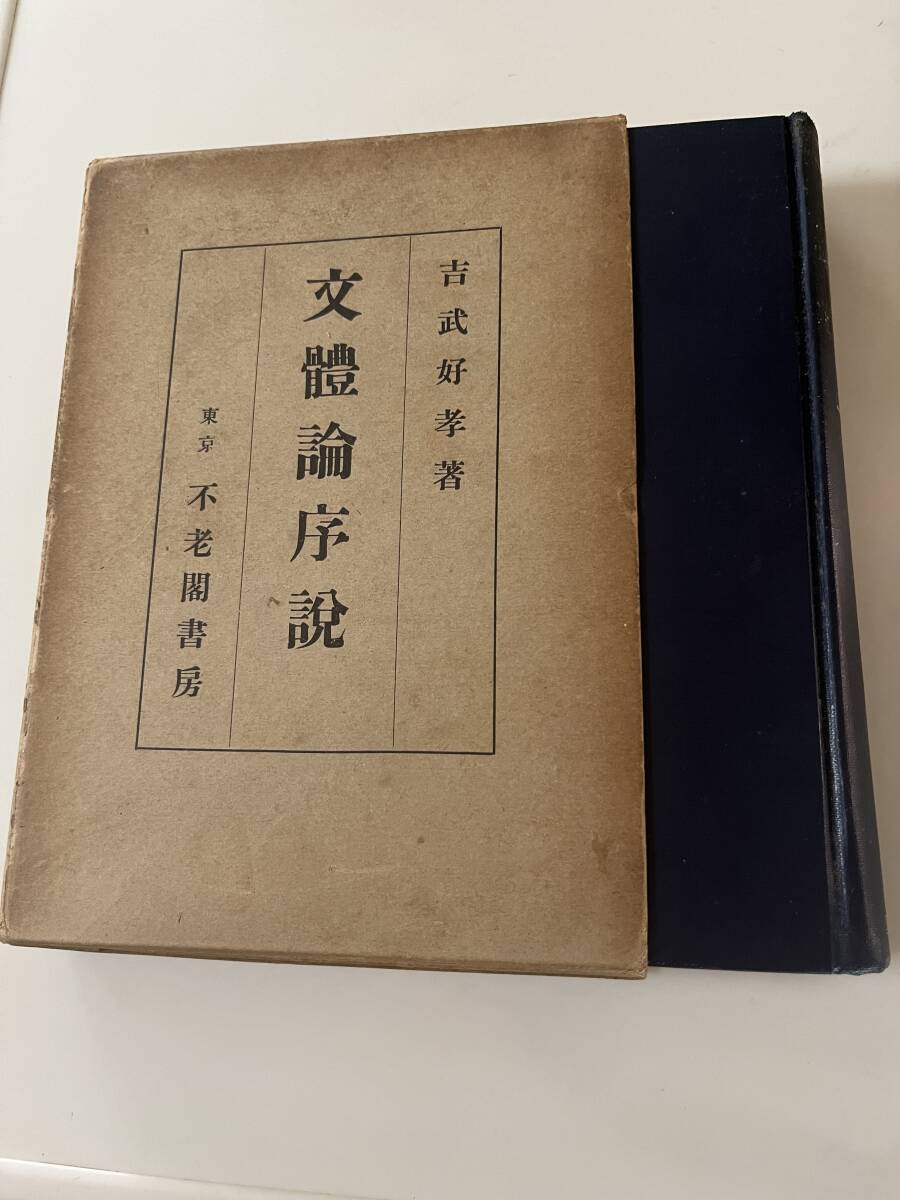 吉武好孝著
文體論序說
東京 不老閣書房